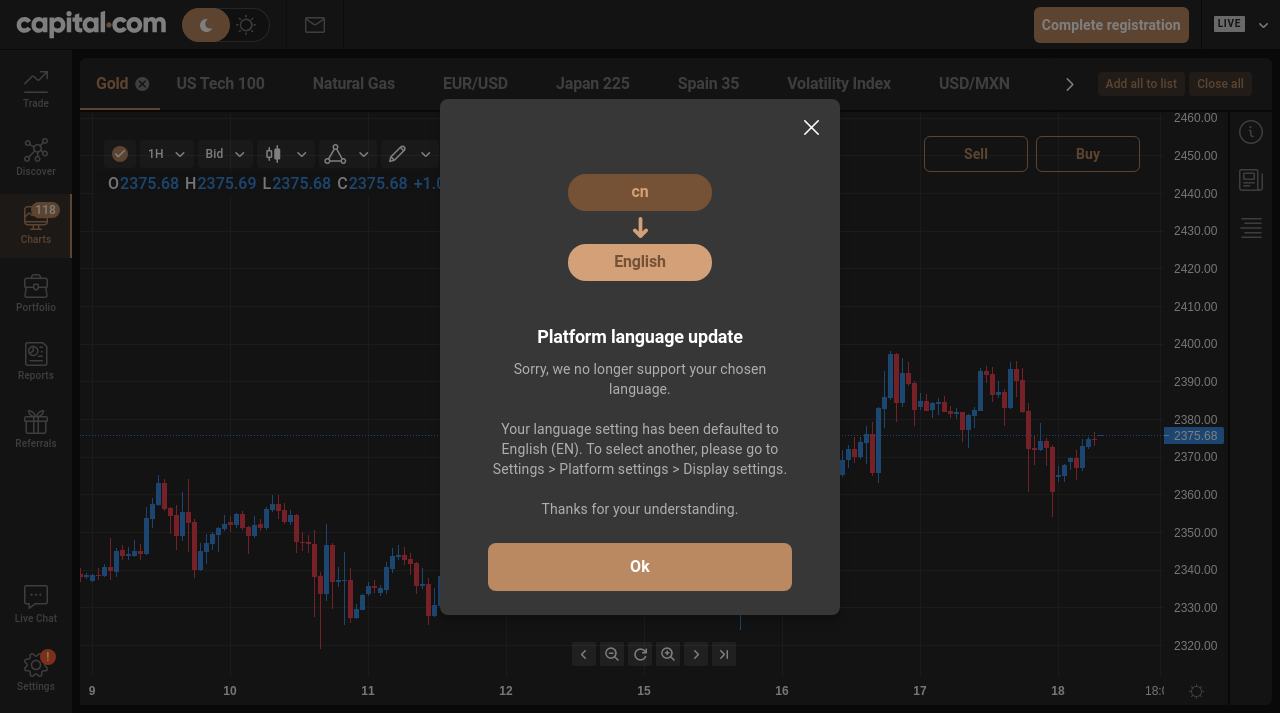 capital.com
Complete registration
LIVE
Gold
US Tech 100
Natural Gas
EUR/USD
Japan 225
Spain 35
Volatility Index
USD/MXN
Add all to list
Close all
Trade
Discover
118
Charts
Portfolio
Reports
Referrals
Live Chat
!
Settings
1H
Bid
O2375.68 H2375.69 L2375.68 C2375.68 +1.0
Sell
Buy
cn
English
Platform language update
Sorry, we no longer support your chosen
language.
Your language setting has been defaulted to
English (EN). To select another, please go to
Settings > Platform settings > Display settings.
Thanks for your understanding.
Ok
2460.00
2450.00
2440.00
2430.00
2420.00
2410.00
2400.00
2390.00
2380.00
2375.68
2370.00
2360.00
2350.00
2340.00
2330.00
2320.00
9
10
11
12
15
16
17
18
18:0